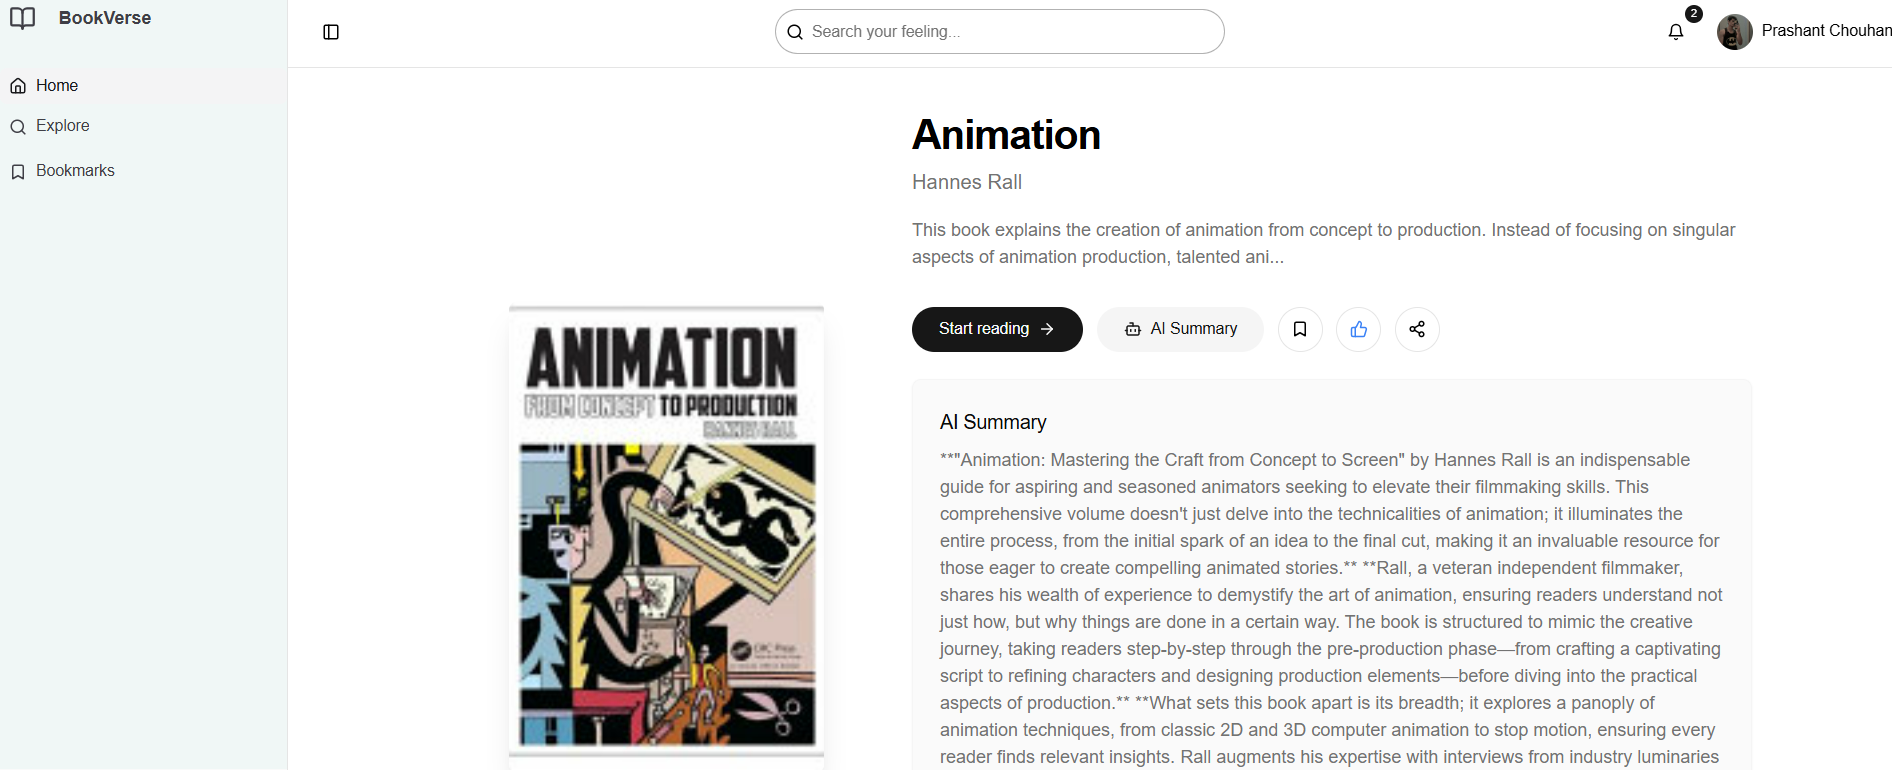 BookVerse
Home
Explore
Bookmarks
Search your feeling...
2
Prashant Chouhan
Animation
Hannes Rall
This book explains the creation of animation from concept to production. Instead of focusing on singular
aspects of animation production, talented ani...
Start reading
AI Summary
ANIMATION
FROM CONCEPT TO PRODUCTION
HANNES RALL
CRC Press
AI Summary
**"Animation: Mastering the Craft from Concept to Screen" by Hannes Rall is an indispensable
guide for aspiring and seasoned animators seeking to elevate their filmmaking skills. This
comprehensive volume doesn't just delve into the technicalities of animation; it illuminates the
entire process, from the initial spark of an idea to the final cut, making it an invaluable resource for
those eager to create compelling animated stories.** **Rall, a veteran independent filmmaker,
shares his wealth of experience to demystify the art of animation, ensuring readers understand not
just how, but why things are done in a certain way. The book is structured to mimic the creative
journey, taking readers step-by-step through the pre-production phase—from crafting a captivating
script to refining characters and designing production elements—before diving into the practical
aspects of production.** **What sets this book apart is its breadth; it explores a panoply of
animation techniques, from classic 2D and 3D computer animation to stop motion, ensuring every
reader finds relevant insights. Rall augments his expertise with interviews from industry luminaries